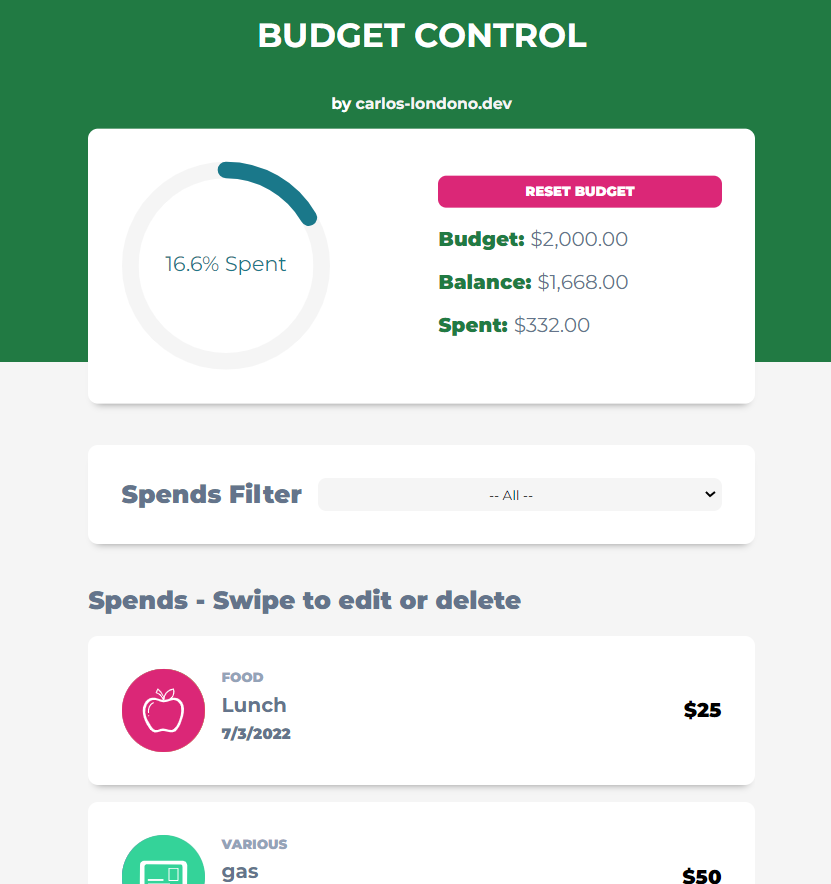 BUDGET CONTROL
by carlos-londono.dev
16.6% Spent
RESET BUDGET
Budget: $2,000.00
Balance: $1,668.00
Spent: $332.00
Spends Filter
-- All --
Spends - Swipe to edit or delete
FOOD
Lunch
7/3/2022
$25
VARIOUS
gas
$50